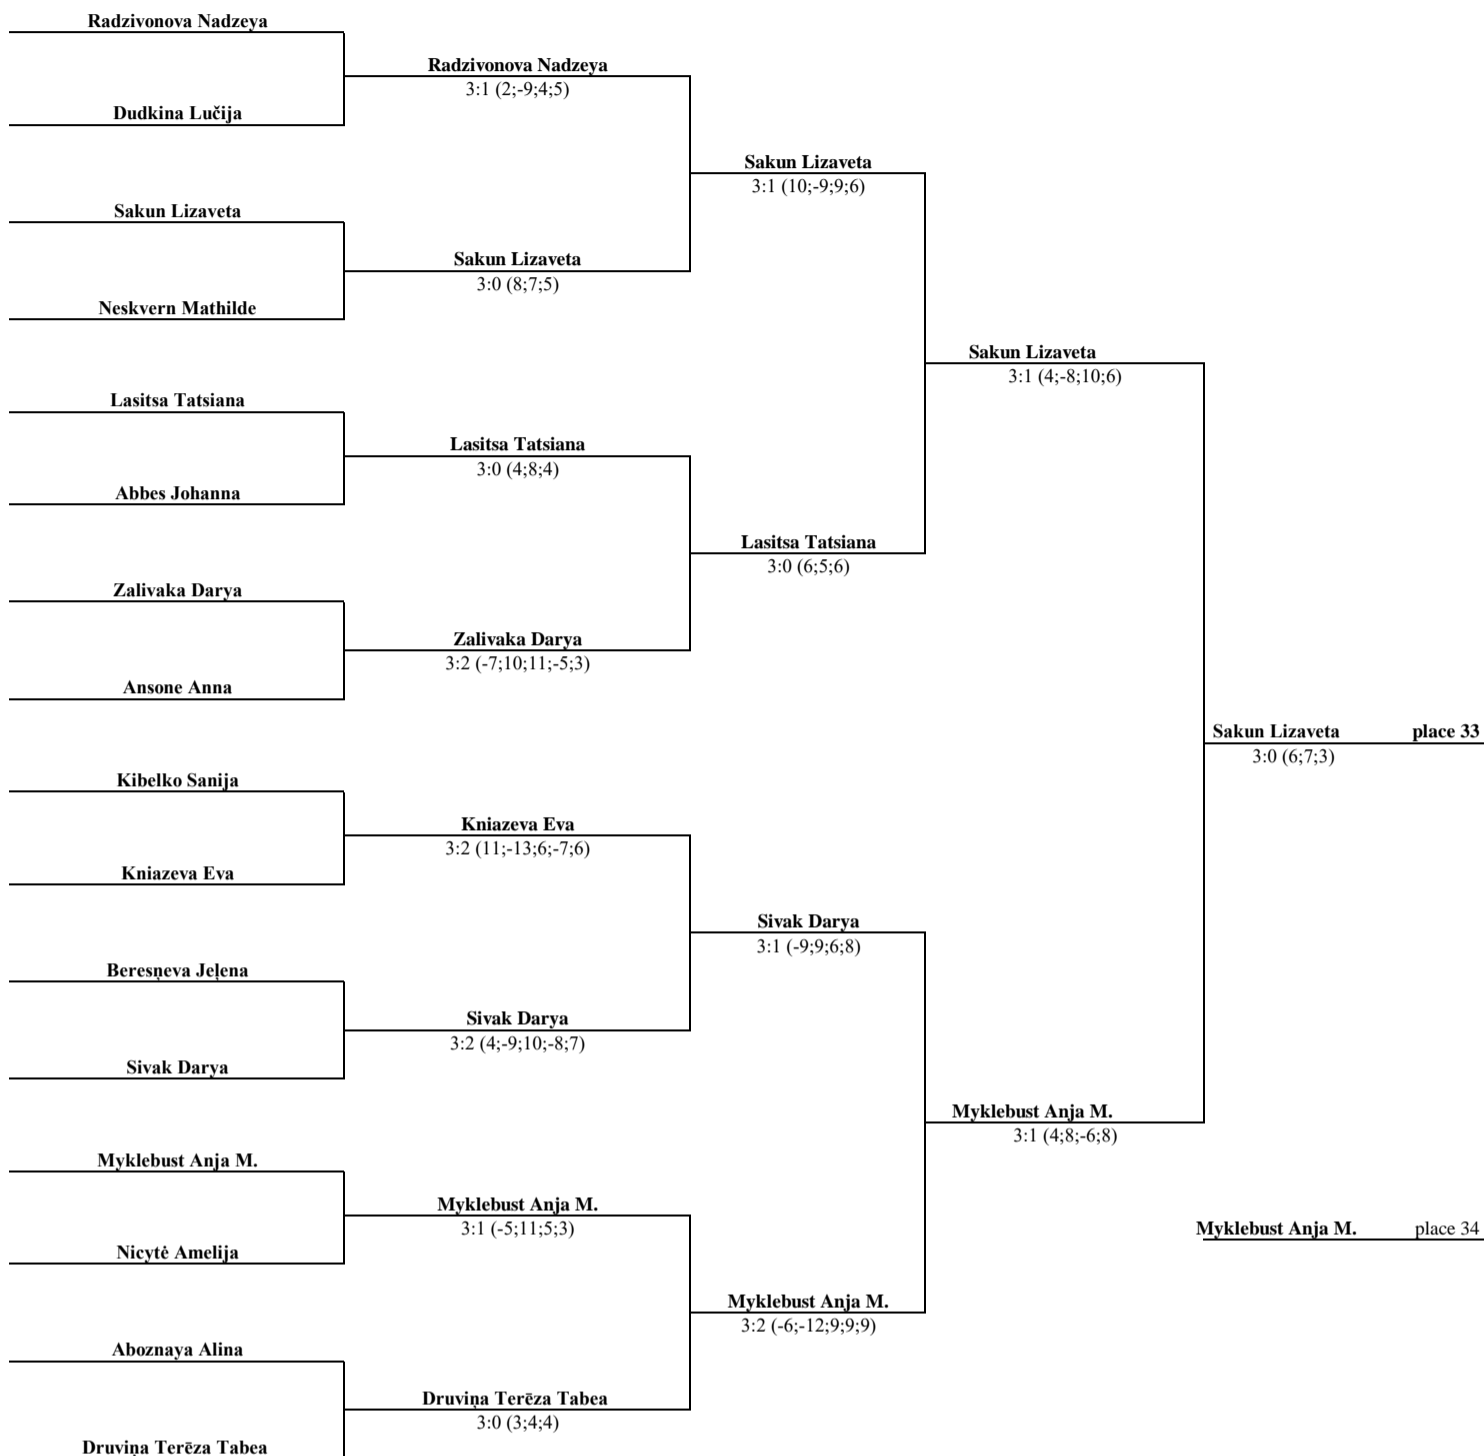 Radzivonova Nadzeya
Radzivonova Nadzeya
3:1 (2;-9;4;5)
Dudkina Lučija
Sakun Lizaveta
3:1 (10;-9;9;6)
Sakun Lizaveta
Sakun Lizaveta
3:0 (8;7;5)
Neskvern Mathilde
Sakun Lizaveta
3:1 (4;-8;10;6)
Lasitsa Tatsiana
Lasitsa Tatsiana
3:0 (4;8;4)
Abbes Johanna
Lasitsa Tatsiana
3:0 (6;5;6)
Zalivaka Darya
Zalivaka Darya
3:2 (-7;10;11;-5;3)
Ansone Anna
Sakun Lizaveta place 33
3:0 (6;7;3)
Kibelko Sanija
Kniazeva Eva
3:2 (11;-13;6;-7;6)
Kniazeva Eva
Sivak Darya
3:1 (-9;9;6;8)
Beresņeva Jeļena
Sivak Darya
3:2 (4;-9;10;-8;7)
Sivak Darya
Myklebust Anja M.
3:1 (4;8;-6;8)
Myklebust Anja M.
Myklebust Anja M.
3:1 (-5;11;5;3)
Myklebust Anja M. place 34
Nicytė Amelija
Myklebust Anja M.
3:2 (-6;-12;9;9;9)
Aboznaya Alina
Druviņa Terēza Tabea
3:0 (3;4;4)
Druviņa Terēza Tabea